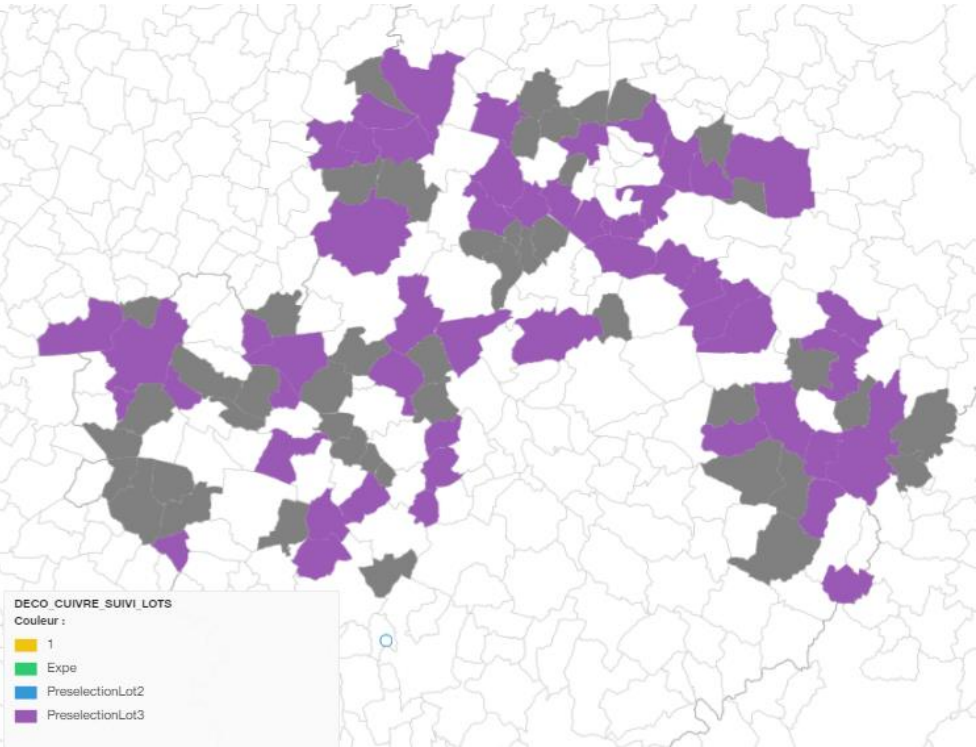 DECO_CUIVRE_SUIVI_LOTS
Couleur :
1
Expe
PreselectionLot2
PreselectionLot3